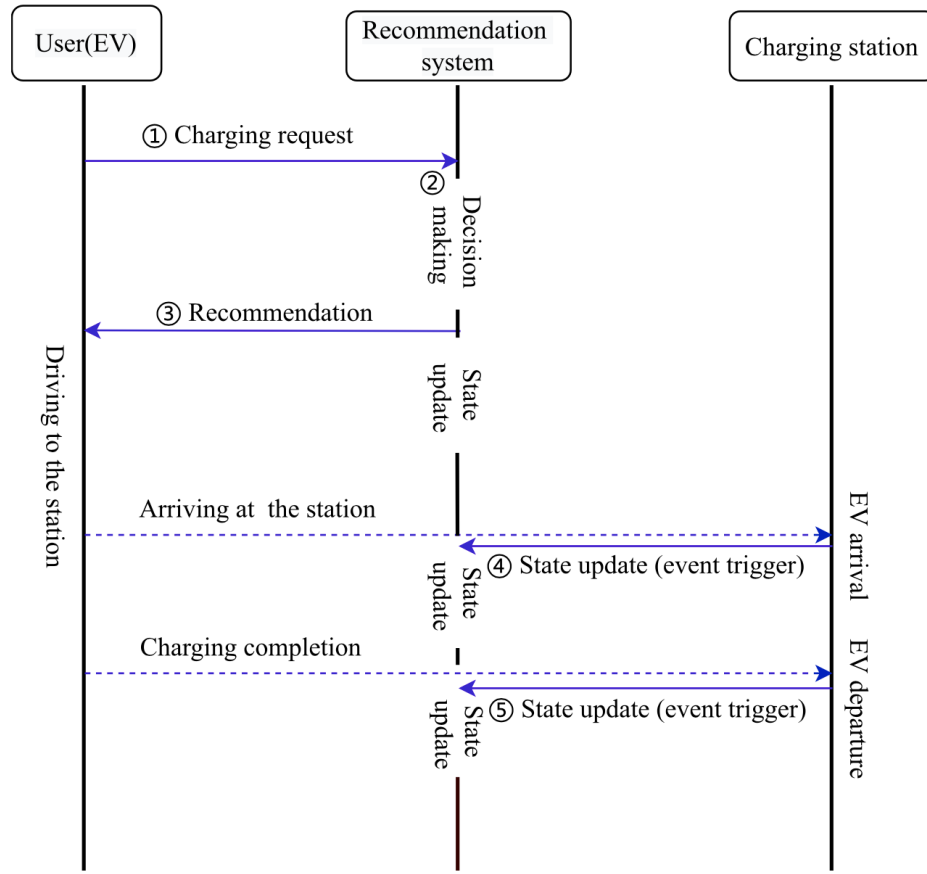 User(EV)
Recommendation
system
Charging station
① Charging request
② Decision
making
③ Recommendation
Driving to the station
State
update
Arriving at the station
EV arrival
④ State update (event trigger)
State
update
Charging completion
EV departure
⑤ State update (event trigger)
State
update